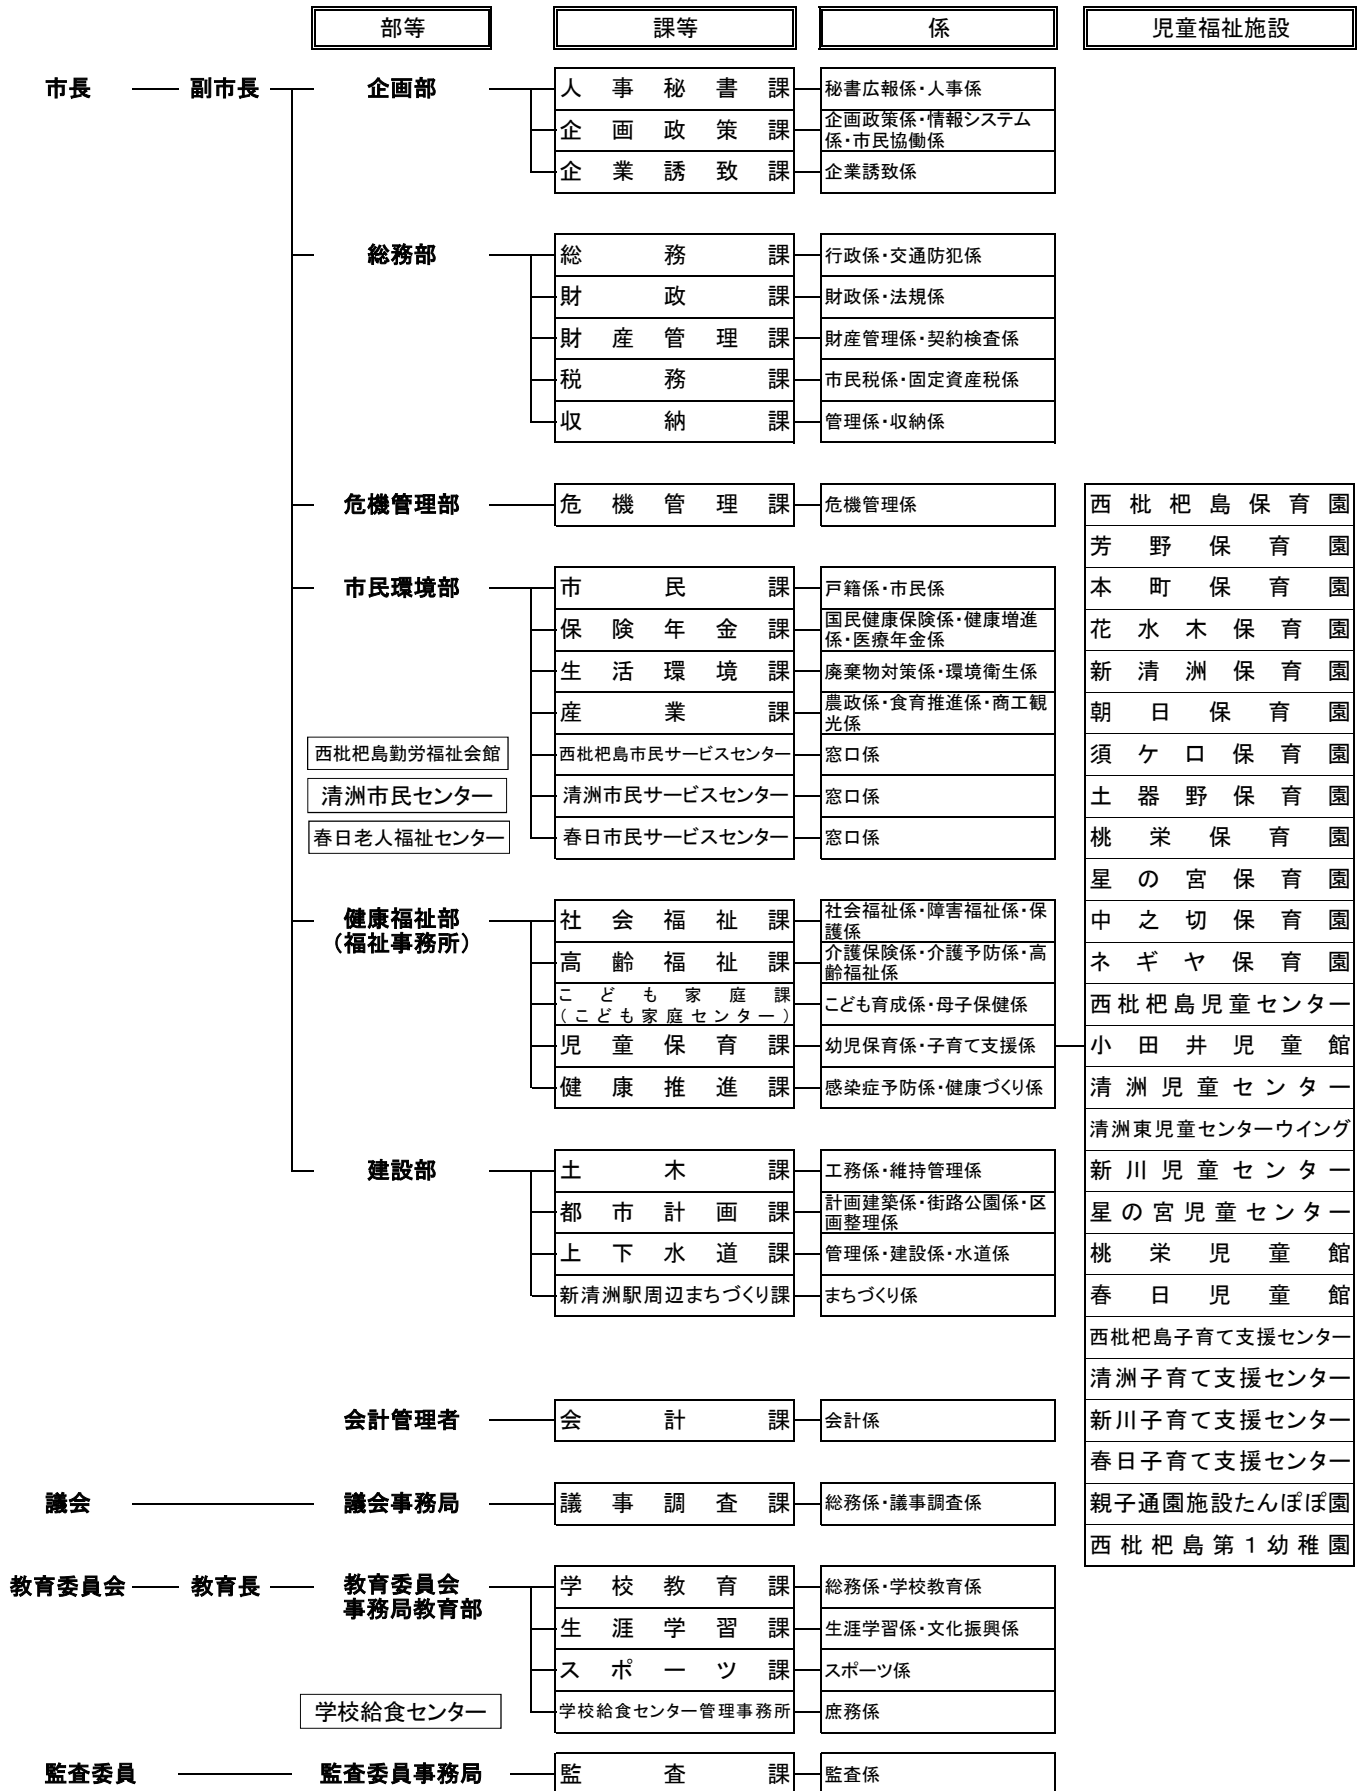 部等 課等 係 児童福祉施設
市長 副市長 企画部 人事秘書課 秘書広報係・人事係
企画政策課 企画政策係・情報システム
係・市民協働係
企業誘致課 企業誘致係
総務部 総務課 行政係・交通防犯係
財政課 財政係・法規係
財産管理課 財産管理係・契約検査係
税務課 市民税係・固定資産税係
収納課 管理係・収納係
危機管理部 危機管理課 危機管理係
市民環境部 市民課 戸籍係・市民係
保険年金課 国民健康保険係・健康増進
係・医療年金係
生活環境課 廃棄物対策係・環境衛生係
産業課 農政係・食育推進係・商工観
光係
西枇杷島勤労福祉会館 西枇杷島市民サービスセンター 窓口係
清洲市民センター 清洲市民サービスセンター 窓口係
春日老人福祉センター 春日市民サービスセンター 窓口係
健康福祉部
(福祉事務所)
社会福祉課 社会福祉係・障害福祉係・保
護係
高齢福祉課 介護保険係・介護予防係・高
齢福祉係
こども家庭課
(こども家庭センター) こども育成係・母子保健係
児童保育課 幼児保育係・子育て支援係
健康推進課 感染症予防係・健康づくり係
建設部 土木課 工務係・維持管理係
都市計画課 計画建築係・街路公園係・区
画整理係
上下水道課 管理係・建設係・水道係
新清洲駅周辺まちづくり課 まちづくり係
西枇杷島保育園
芳野保育園
本町保育園
花水木保育園
新清洲保育園
朝日保育園
須ケ口保育園
土器野保育園
桃栄保育園
星の宮保育園
中之切保育園
ネギヤ保育園
西枇杷島児童センター
小田井児童館
清洲児童センター
清洲東児童センターウイング
新川児童センター
星の宮児童センター
桃栄児童館
春日児童館
西枇杷島子育て支援センター
清洲子育て支援センター
新川子育て支援センター
春日子育て支援センター
親子通園施設たんぽぽ園
西枇杷島第1幼稚園
会計管理者 会計課 会計係
議会 議会事務局 議事調査課 総務係・議事調査係
教育委員会 教育長 教育委員会
事務局教育部
学校教育課 総務係・学校教育係
生涯学習課 生涯学習係・文化振興係
スポーツ課 スポーツ係
学校給食センター 学校給食センター管理事務所 庶務係
監査委員 監査委員事務局 監査課 監査係